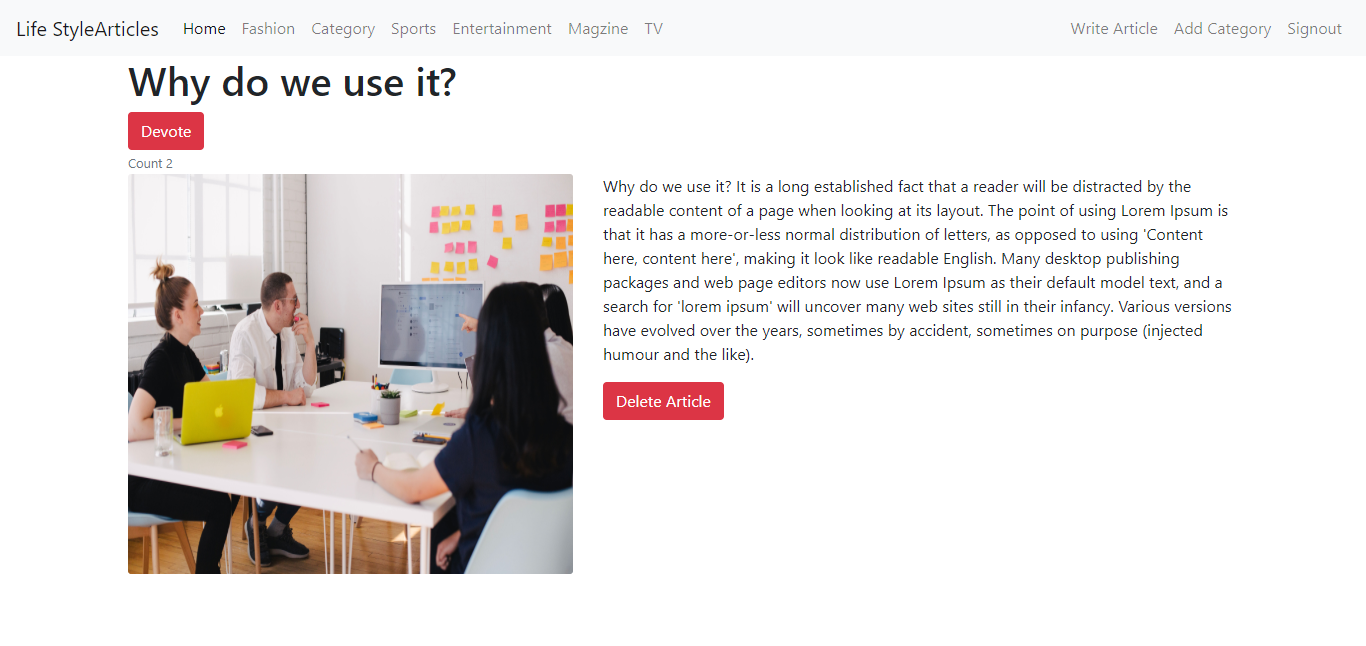 Life StyleArticles Home Fashion Category Sports Entertainment Magzine TV Write Article Add Category Signout
Why do we use it?
Devote
Count 2
Why do we use it? It is a long established fact that a reader will be distracted by the
readable content of a page when looking at its layout. The point of using Lorem Ipsum is
that it has a more-or-less normal distribution of letters, as opposed to using 'Content
here, content here', making it look like readable English. Many desktop publishing
packages and web page editors now use Lorem Ipsum as their default model text, and a
search for 'lorem ipsum' will uncover many web sites still in their infancy. Various versions
have evolved over the years, sometimes by accident, sometimes on purpose (injected
humour and the like).
Delete Article